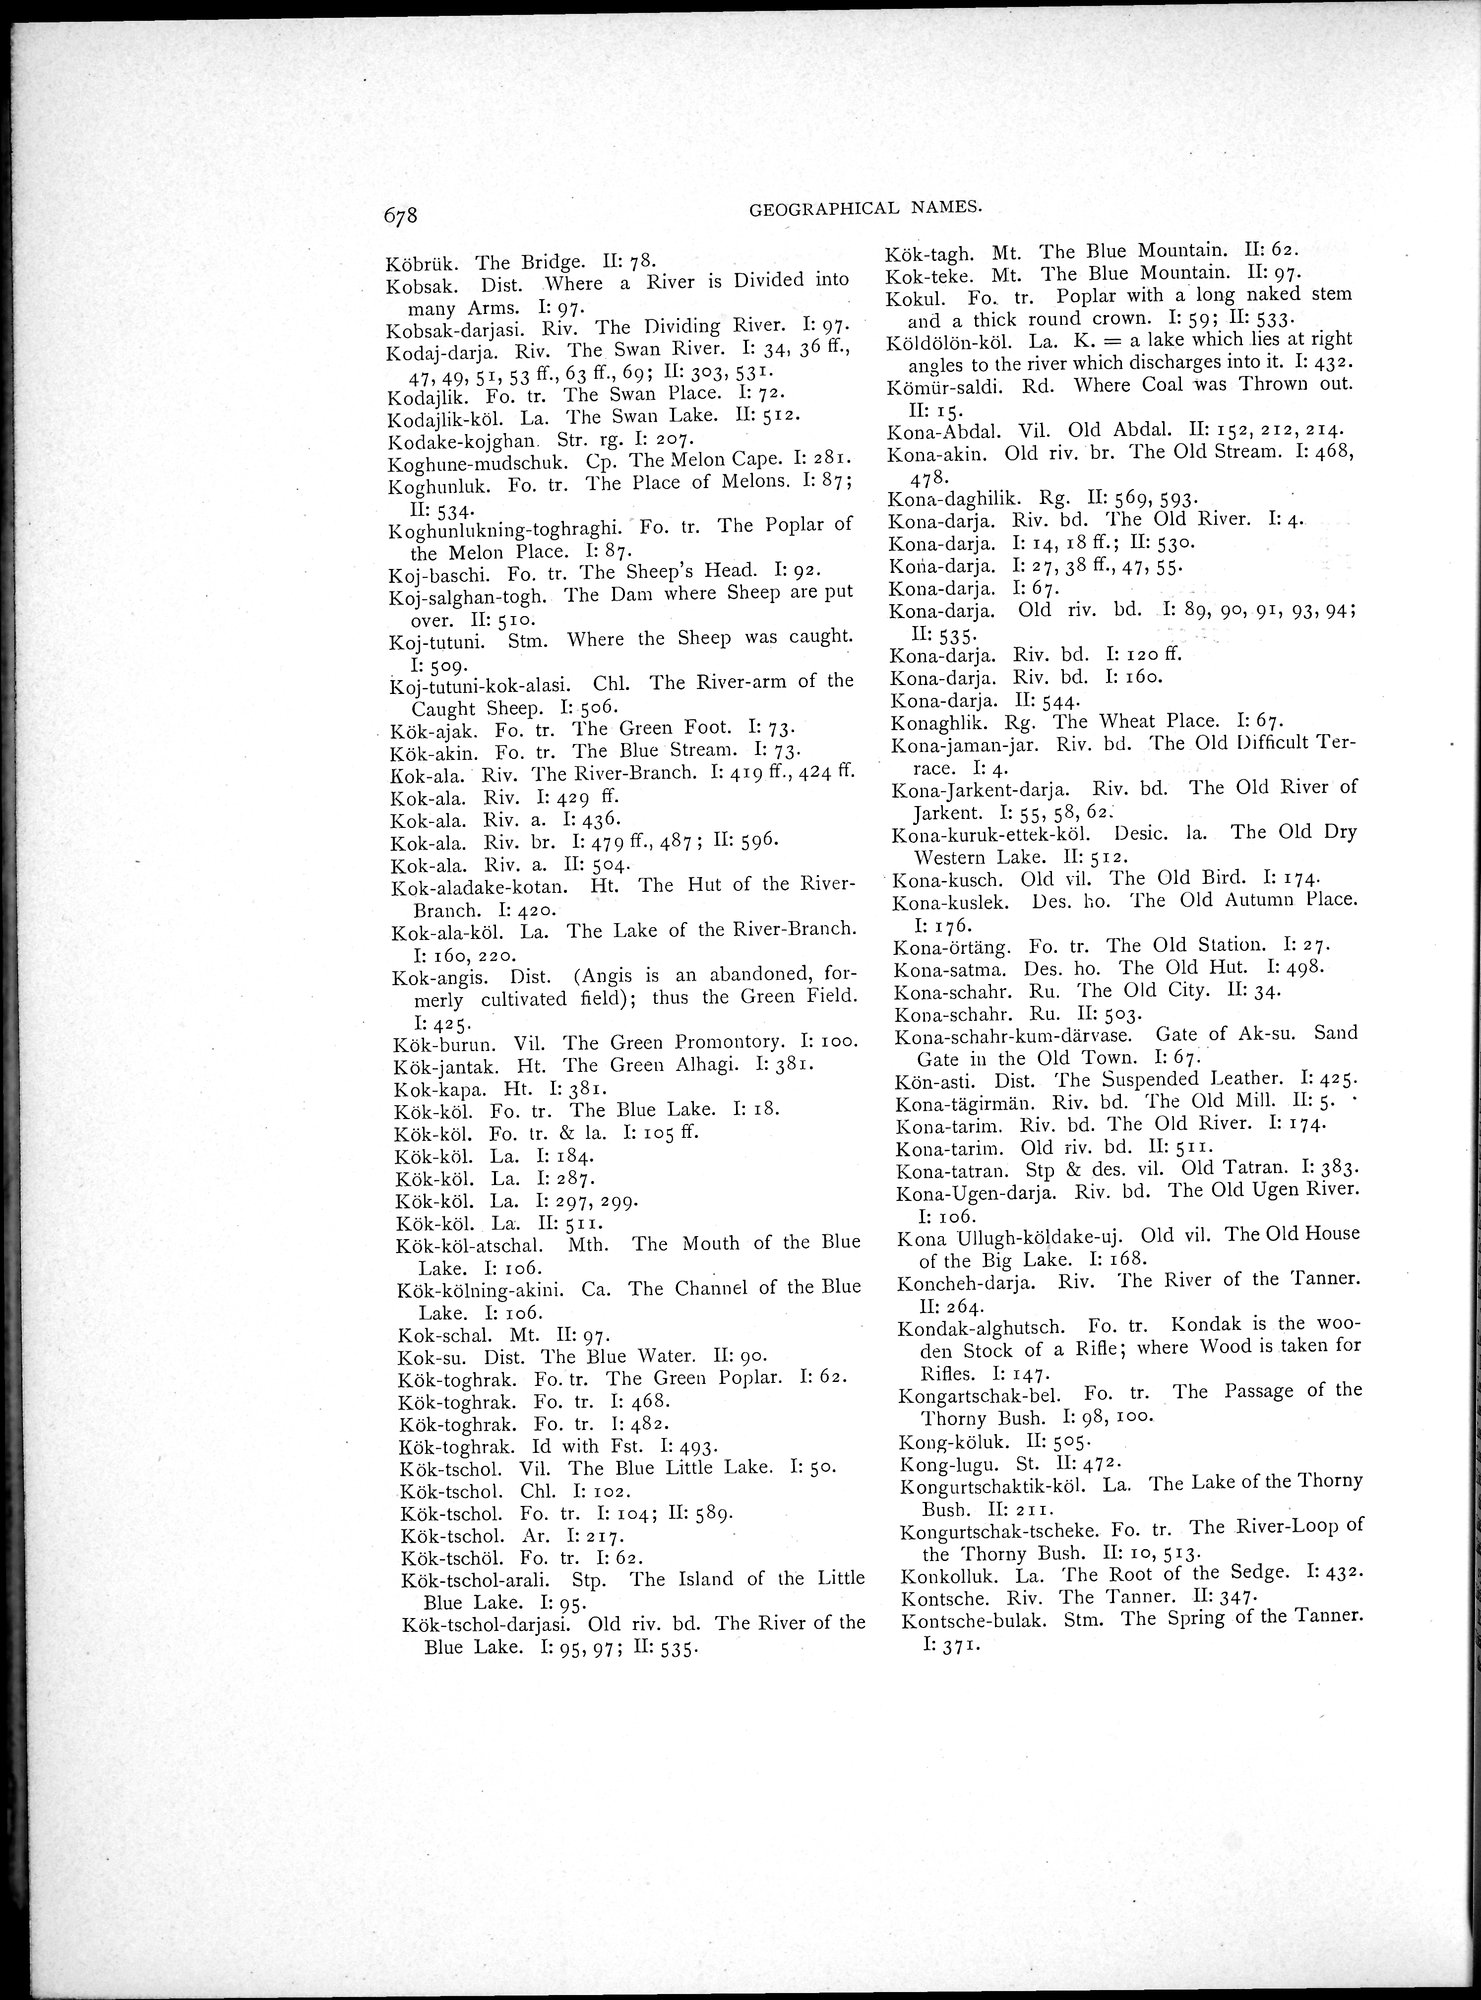 678
GEOGRAPHICAL NAMES.
Köbrük. The Bridge. II: 78.
Kobsak. Dist. Where a River is Divided into
many Arms. I: 97.
Kobsak-darjasi. Riv. The Dividing River. I: 97.
Kodaj-darja. Riv. The Swan River. I: 34, 36 ff.,
47, 49, 51, 53 ff., 63 ff., 69; II: 303, 531.
Kodajlik. Fo. tr. The Swan Place. I: 72.
Kodajlik-köl. La. The Swan Lake. II: 512.
Kodake-kojghan. Str. rg. I: 207.
Koghune-mudschuk. Cp. The Melon Cape. I: 281.
Koghunluk. Fo. tr. The Place of Melons. I: 87;
II: 534.
Koghunlukning-toghraghi. Fo. tr. The Poplar of
the Melon Place. I: 87.
Koj-baschi. Fo. tr. The Sheep's Head. I: 92.
Koj-salghan-togh. The Dam where Sheep are put
over. II: 510.
Koj-tutuni. Stm. Where the Sheep was caught.
I: 509.
Koj-tutuni-kok-alasi. Chl. The River-arm of the
Caught Sheep. I: 506.
Kök-ajak. Fo. tr. The Green Foot. I: 73.
Kök-akin. Fo. tr. The Blue Stream. I: 73.
Kok-ala. Riv. The River-Branch. I: 419 ff., 424 ff.
Kok-ala. Riv. I: 429 ff.
Kok-ala. Riv. a. I: 436.
Kok-ala. Riv. br. I: 479 ff., 487; II: 596.
Kok-ala. Riv. a. II: 504.
Kok-aladake-kotan. Ht. The Hut of the River-
Branch. I: 420.
Kok-ala-köl. La. The Lake of the River-Branch.
I: 160, 220.
Kok-angis. Dist. (Angis is an abandoned, for-
merly cultivated field); thus the Green Field.
I: 425.
Kök-burun. Vil. The Green Promontory. I: 100.
Kök-jantak. Ht. The Green Alhagi. I: 381.
Kok-kapa. Ht. I: 381.
Kök-köl. Fo. tr. The Blue Lake. I: 18.
Kök-köl. Fo. tr. & la. I: 105 ff.
Kök-köl. La. I: 184.
Kök-köl. La. I: 287.
Kök-köl. La. I: 297, 299.
Kök-köl. La. II: 511.
Kök-köl-atschal. Mth. The Mouth of the Blue
Lake. I: 106.
Kök-kölning-akini. Ca. The Channel of the Blue
Lake. I: 106.
Kok-schal. Mt. II: 97.
Kok-su. Dist. The Blue Water. II: 90.
Kök-toghrak. Fo. tr. The Green Poplar. I: 62.
Kök-toghrak. Fo. tr. I: 468.
Kök-toghrak. Fo. tr. I: 482.
Kök-toghrak. Id with Fst. I: 493.
Kök-tschol. Vil. The Blue Little Lake. I: 50.
Kök-tschol. Chl. I: 102.
Kök-tschol. Fo. tr. I: 104; II: 589.
Kök-tschol. Ar. I: 217.
Kök-tschöl. Fo. tr. I: 62.
Kök-tschol-arali. Stp. The Island of the Little
Blue Lake. I: 95.
Kök-tschol-darjasi. Old riv. bd. The River of the
Blue Lake. I: 95, 97; II: 535.
Kök-tagh. Mt. The Blue Mountain. II: 62.
Kok-teke. Mt. The Blue Mountain. II: 97.
Kokul. Fo. tr. Poplar with a long naked stem
and a thick round crown. I: 59; II: 533.
Köldölön-köl. La. K. = a lake which lies at right
angles to the river which discharges into it. I: 432.
Kömür-saldi. Rd. Where Coal was Thrown out.
II: 15.
Kona-Abdal. Vil. Old Abdal. II: 152, 212, 214.
Kona-akin. Old riv. br. The Old Stream. I: 468,
478.
Kona-daghilik. Rg. II: 569, 593.
Kona-darja. Riv. bd. The Old River. I: 4.
Kona-darja. I: 14, 18 ff.; II: 530.
Kona-darja. I: 27, 38 ff., 47, 55.
Kona-darja. I: 67.
Kona-darja. Old riv. bd. I: 89, 90, 91, 93, 94;
II: 535.
Kona-darja. Riv. bd. I: 120 ff.
Kona-darja. Riv. bd. I: 160.
Kona-darja. II: 544.
Konaghlik. Rg. The Wheat Place. I: 67.
Kona-jaman-jar. Riv. bd. The Old Difficult Ter-
race. I: 4.
Kona-Jarkent-darja. Riv. bd. The Old River of
Jarkent. I: 55, 58, 62.
Kona-kuruk-ettek-köl. Desic. la. The Old Dry
Western Lake. II: 512.
Kona-kusch. Old vil. The Old Bird. I: 174.
Kona-kuslek. Des. ho. The Old Autumn Place.
I: 176.
Kona-örtäng. Fo. tr. The Old Station. I: 27.
Kona-satma. Des. ho. The Old Hut. I: 498.
Kona-schahr. Ru. The Old City. II: 34.
Kona-schahr. Ru. II: 503.
Kona-schahr-kum-därvase. Gate of Ak-su. Sand
Gate in the Old Town. I: 67.
Kön-asti. Dist. The Suspended Leather. I: 425.
Kona-tägirmän. Riv. bd. The Old Mill. II: 5.
Kona-tarim. Riv. bd. The Old River. I: 174.
Kona-tarim. Old riv. bd. II: 511.
Kona-tatran. Stp & des. vil. Old Tatran. I: 383.
Kona-Ugen-darja. Riv. bd. The Old Ugen River.
I: 106.
Kona Ullugh-köldake-uj. Old vil. The Old House
of the Big Lake. I: 168.
Koncheh-darja. Riv. The River of the Tanner.
II: 264.
Kondak-alghutsch. Fo. tr. Kondak is the woo-
den Stock of a Rifle; where Wood is taken for
Rifles. I: 147.
Kongartschak-bel. Fo. tr. The Passage of the
Thorny Bush. I: 98, 100.
Kong-köluk. II: 505.
Kong-lugu. St. II: 472.
Kongurtschaktik-köl. La. The Lake of the Thorny
Bush. II: 211.
Kongurtschak-tscheke. Fo. tr. The River-Loop of
the Thorny Bush. II: 10, 513.
Konkolluk. La. The Root of the Sedge. I: 432.
Kontsche. Riv. The Tanner. II: 347.
Kontsche-bulak. Stm. The Spring of the Tanner.
I: 371.